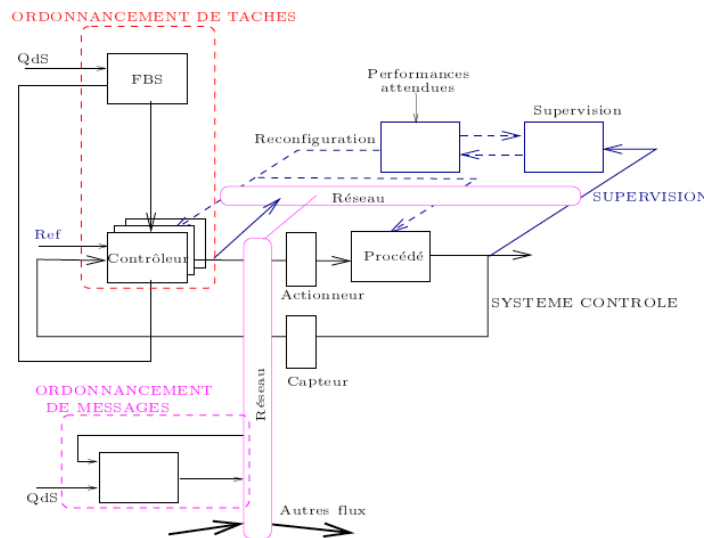 ORDONNANCEMENT DE TACHES
QdS
FBS
Performances
attendues
Supervision
Reconfiguration
Réseau
SUPERVISION
Ref
Contrôleur
Procédé
Actionneur
SYSTEME CONTROLE
Capteur
Réseau
ORDONNANCEMENT
DE MESSAGES
QdS
Autres flux